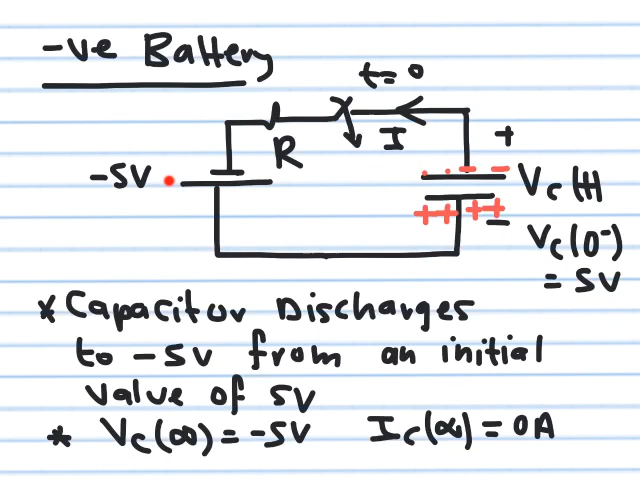 -ve Battery
t=0
R
I
+
-5V
- - - -
Vc(t)
++ ++
-
Vc(0-)
= 5V
* Capacitor Discharges
to -5v from an initial
value of 5V
* Vc(∞) = -5V Ic(∞) = 0A